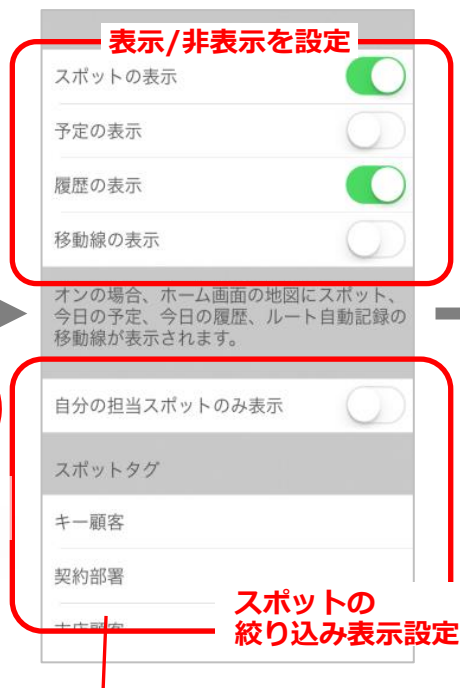 表示/非表示を設定
スポットの表示
予定の表示
履歴の表示
移動線の表示
オンの場合、ホーム画面の地図にスポット、
今日の予定、今日の履歴、ルート自動記録の
移動線が表示されます。
自分の担当スポットのみ表示
スポットタグ
キー顧客
契約部署
スポットの
絞り込み表示設定